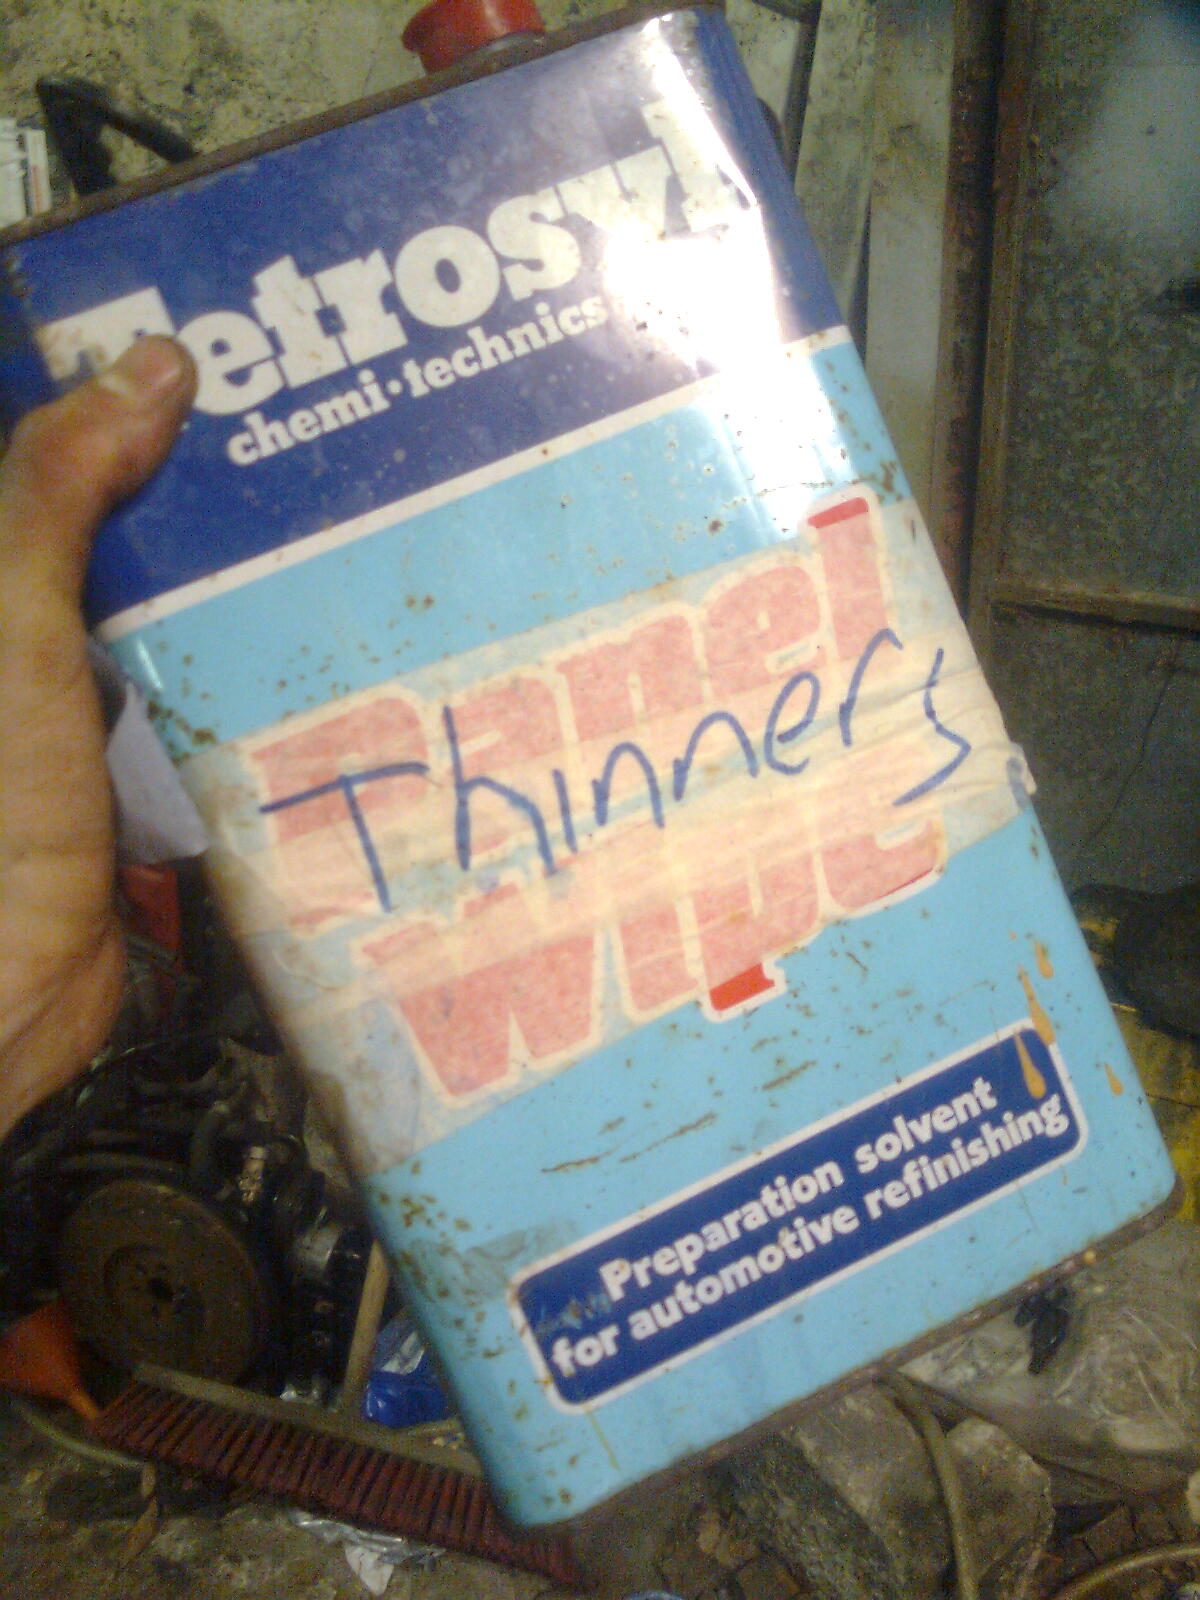 Tetrosyl
chemi·technics
Panel
Thinners
Wipe
Preparation solvent
for automotive refinishing